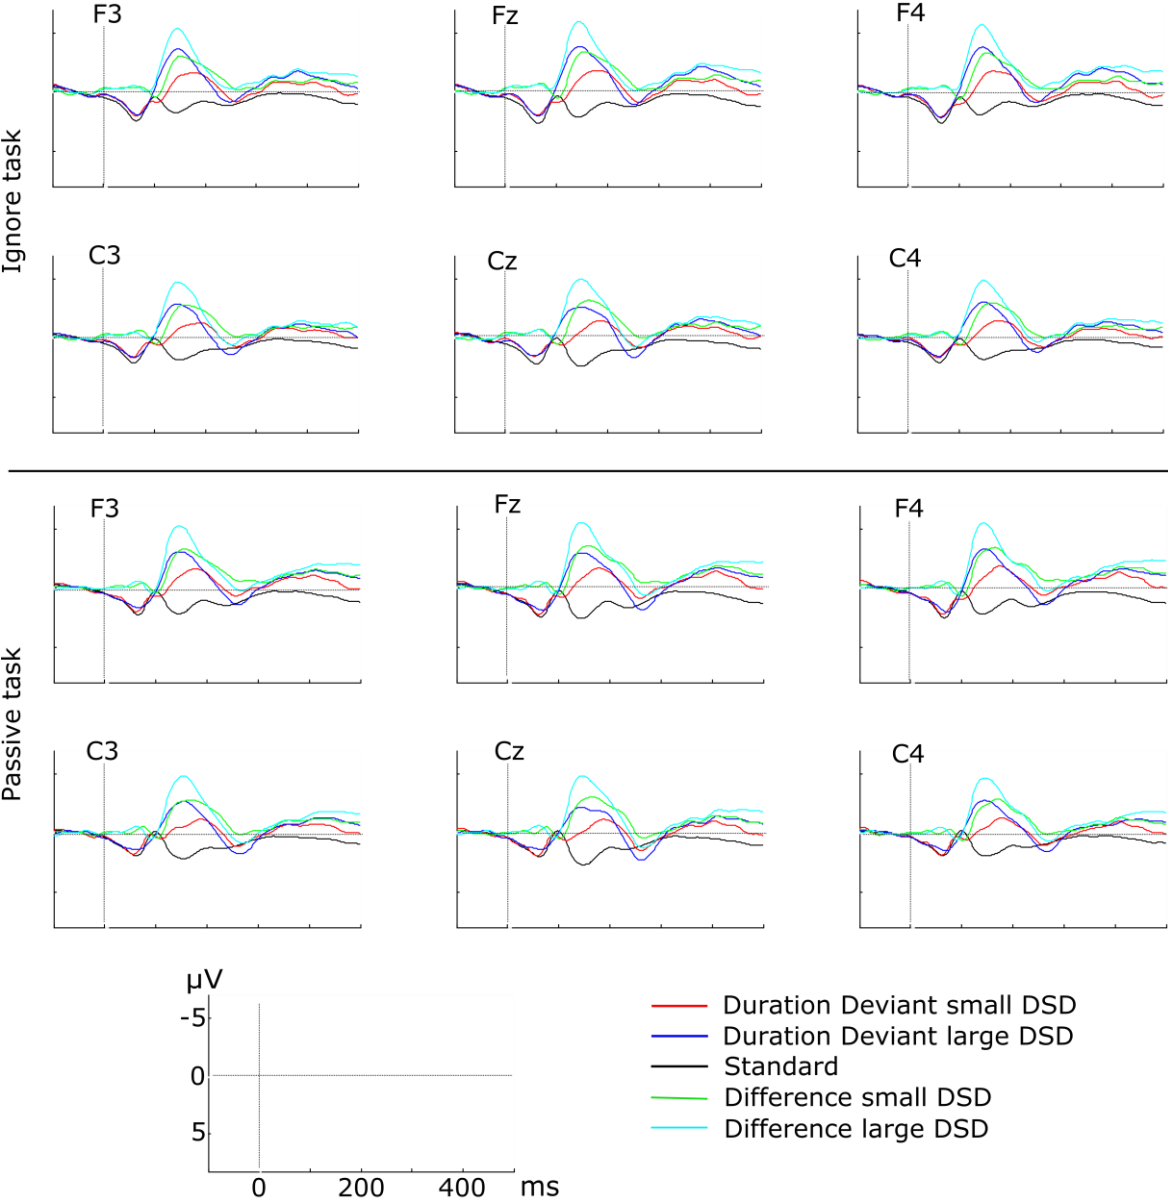 F3
Fz
F4
Ignore task
C3
Cz
C4
F3
Fz
F4
Passive task
C3
Cz
C4
µV
-5
0
5
0
200
400
ms
Duration Deviant small DSD
Duration Deviant large DSD
Standard
Difference small DSD
Difference large DSD